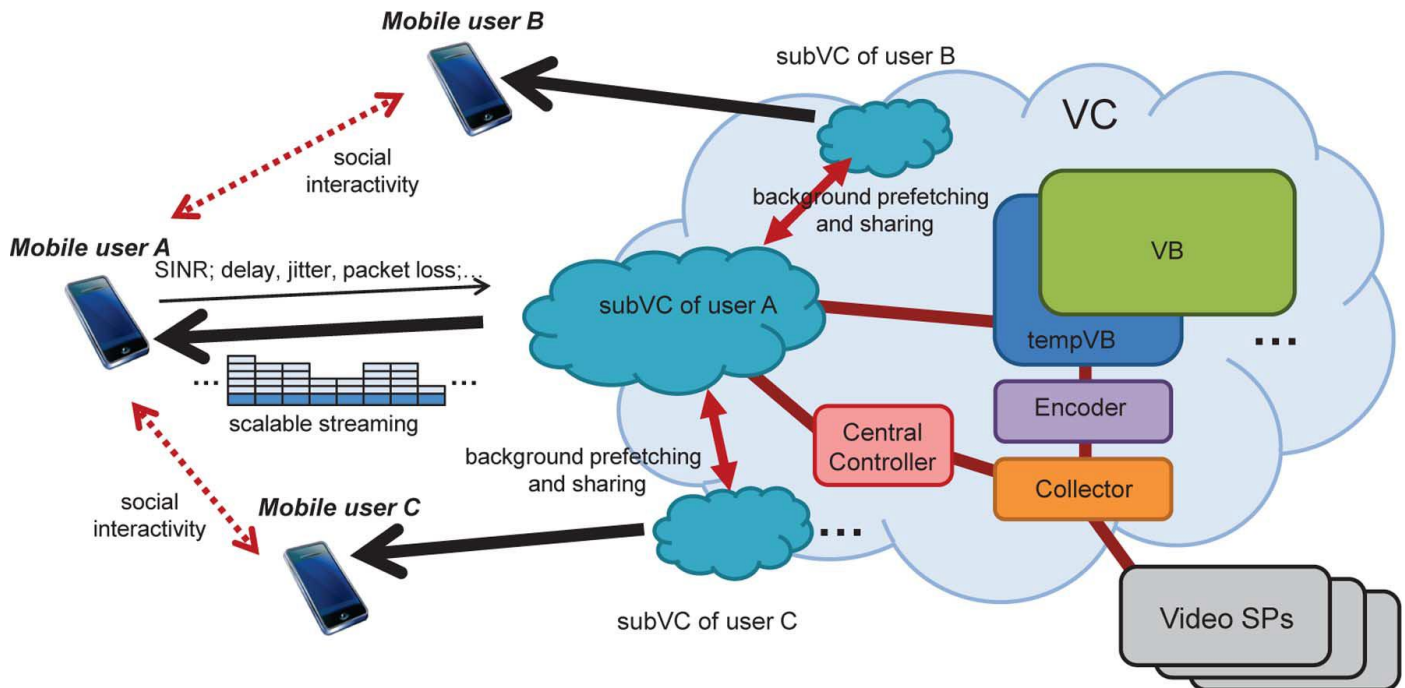 Mobile user B
subVC of user B
VC
social
interactivity
background prefetching
and sharing
VB
Mobile user A
SINR; delay, jitter, packet loss;...
subVC of user A
tempVB
...
...
...
scalable streaming
Encoder
Central
Controller
background prefetching
and sharing
Collector
social
interactivity
Mobile user C
...
subVC of user C
Video SPs